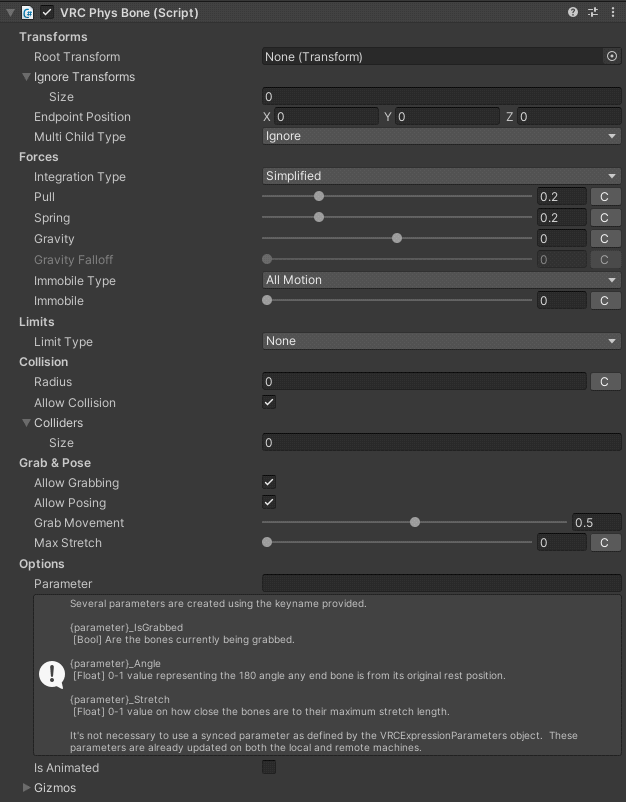 VRC Phys Bone (Script)
Transforms
Root Transform None (Transform)
Ignore Transforms
Size 0
Endpoint Position X 0 Y 0 Z 0
Multi Child Type Ignore
Forces
Integration Type Simplified
Pull 0.2 C
Spring 0.2 C
Gravity 0 C
Gravity Falloff 0 C
Immobile Type All Motion
Immobile 0 C
Limits
Limit Type None
Collision
Radius 0 C
Allow Collision
Colliders
Size 0
Grab & Pose
Allow Grabbing
Allow Posing
Grab Movement 0.5
Max Stretch 0 C
Options
Parameter
Several parameters are created using the keyname provided.
{parameter}_IsGrabbed
[Bool] Are the bones currently being grabbed.
{parameter}_Angle
[Float] 0-1 value representing the 180 angle any end bone is from its original rest position.
{parameter}_Stretch
[Float] 0-1 value on how close the bones are to their maximum stretch length.
It's not necessary to use a synced parameter as defined by the VRCExpressionParameters object. These
parameters are already updated on both the local and remote machines.
Is Animated
Gizmos